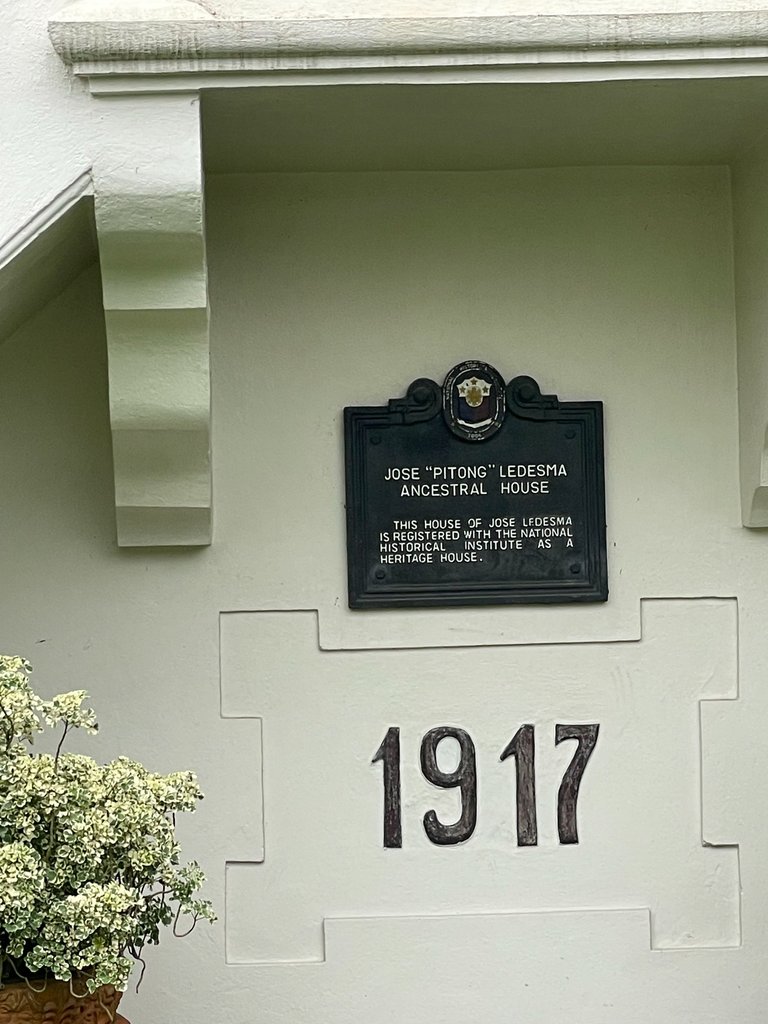 JOSE "PITONG" LEDESMA
ANCESTRAL HOUSE
THIS HOUSE OF JOSE LEDESMA
IS REGISTERED WITH THE NATIONAL
HISTORICAL INSTITUTE AS A
HERITAGE HOUSE.
1917